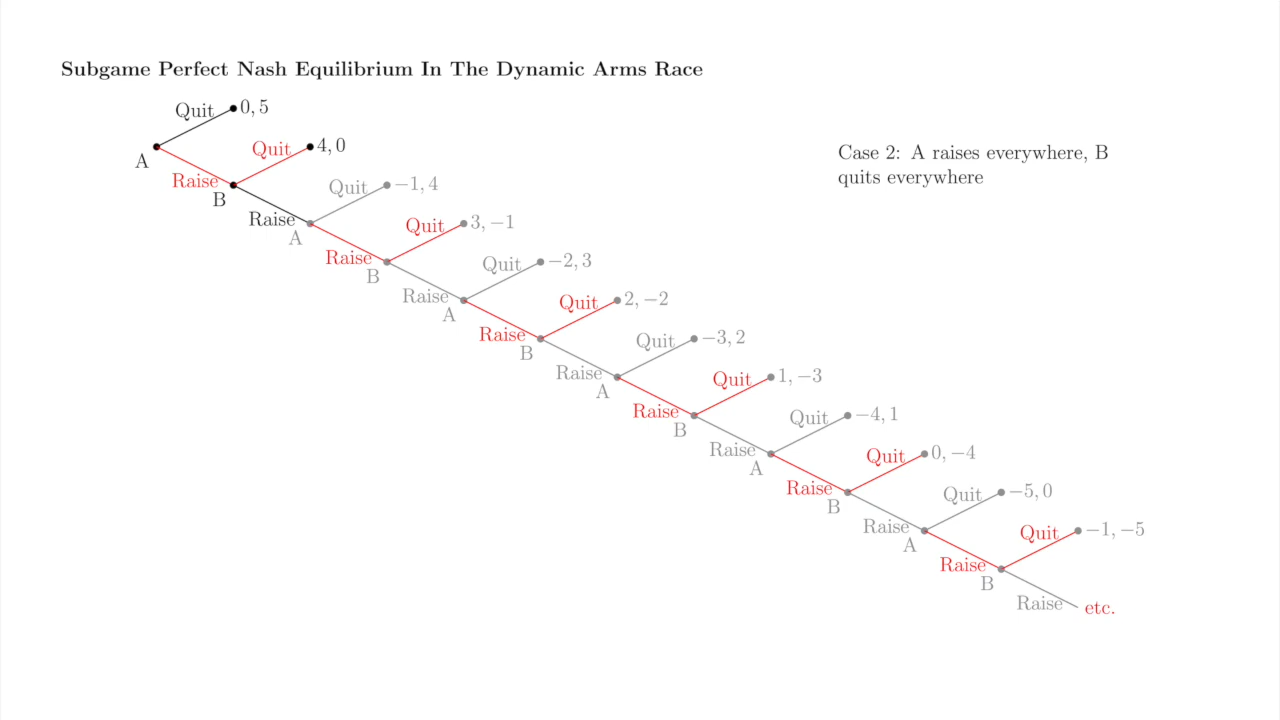 Subgame Perfect Nash Equilibrium In The Dynamic Arms Race
Quit 0, 5
A
Case 2: A raises everywhere, B
quits everywhere
Quit 4, 0
Raise
B
Quit −1, 4
Raise
A
Quit 3, −1
Raise
B
Quit −2, 3
Raise
A
Quit 2, −2
Raise
B
Quit −3, 2
Raise
A
Quit 1, −3
Raise
B
Quit −4, 1
Raise
A
Quit 0, −4
Raise
B
Quit −5, 0
Raise
A
Quit −1, −5
Raise
B
Raise etc.